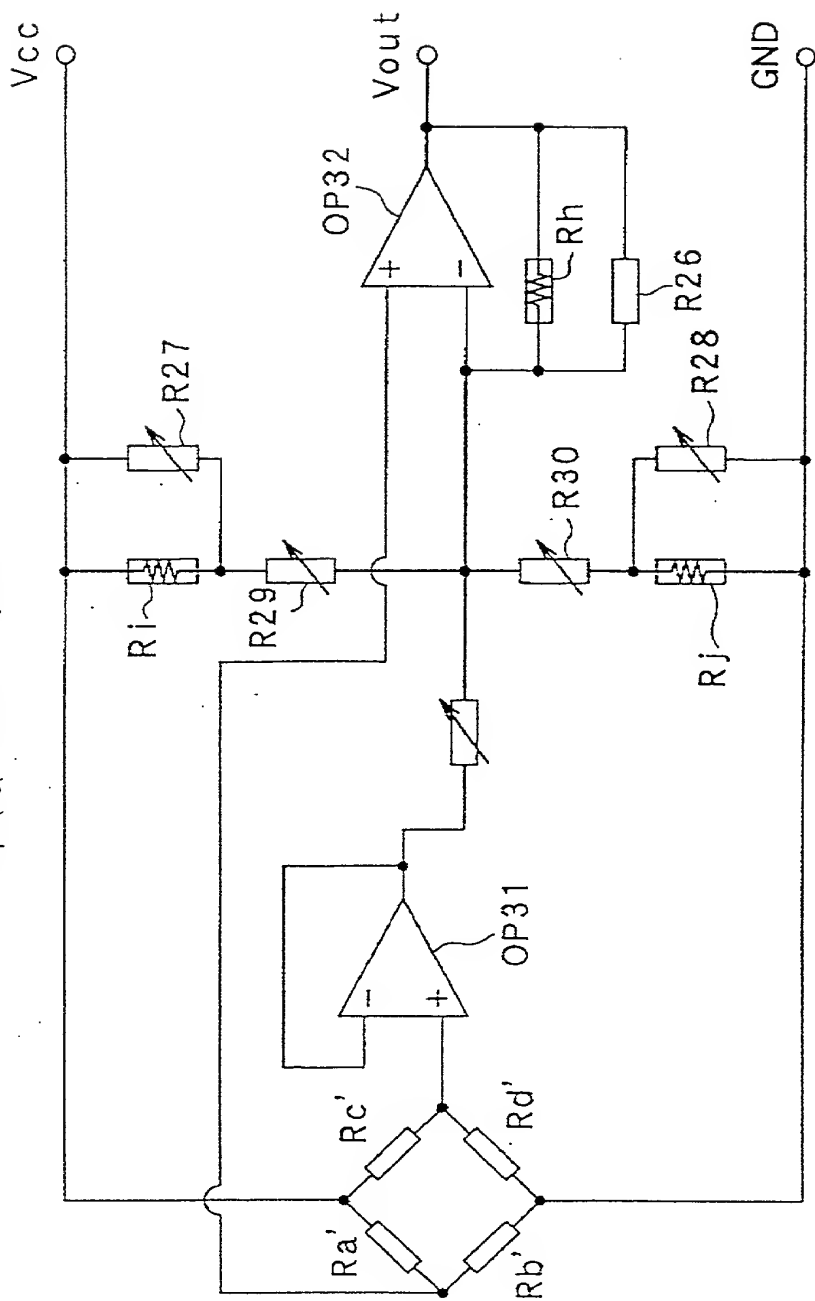 Vcc
Vout
GND
OP32
+
−
Rh
R26
R27
R28
Ri
R29
R30
Rj
OP31
−
+
Rc'
Rd'
Ra'
Rb'